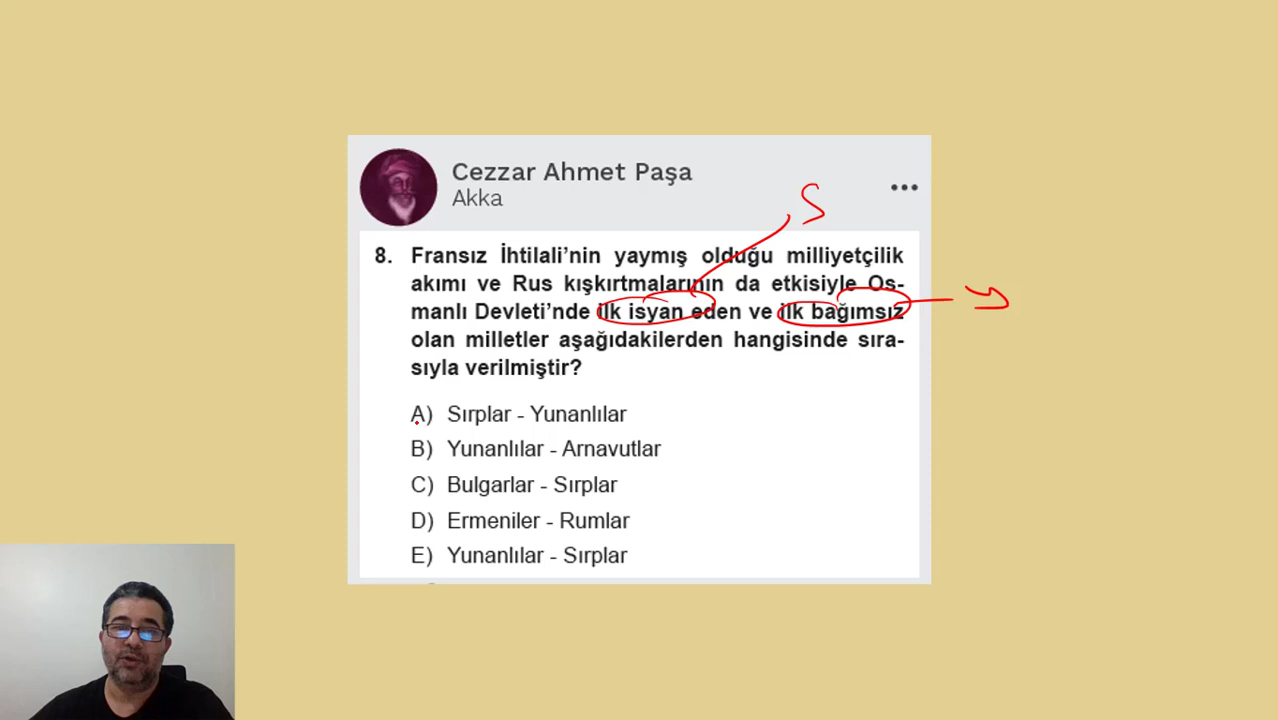 Cezzar Ahmet Paşa
Akka
S
8. Fransız İhtilali’nin yaymış olduğu milliyetçilik
akımı ve Rus kışkırtmalarının da etkisiyle Os-
manlı Devleti’nde ilk isyan eden ve ilk bağımsız
olan milletler aşağıdakilerden hangisinde sıra-
sıyla verilmiştir?
A) Sırplar - Yunanlılar
B) Yunanlılar - Arnavutlar
C) Bulgarlar - Sırplar
D) Ermeniler - Rumlar
E) Yunanlılar - Sırplar